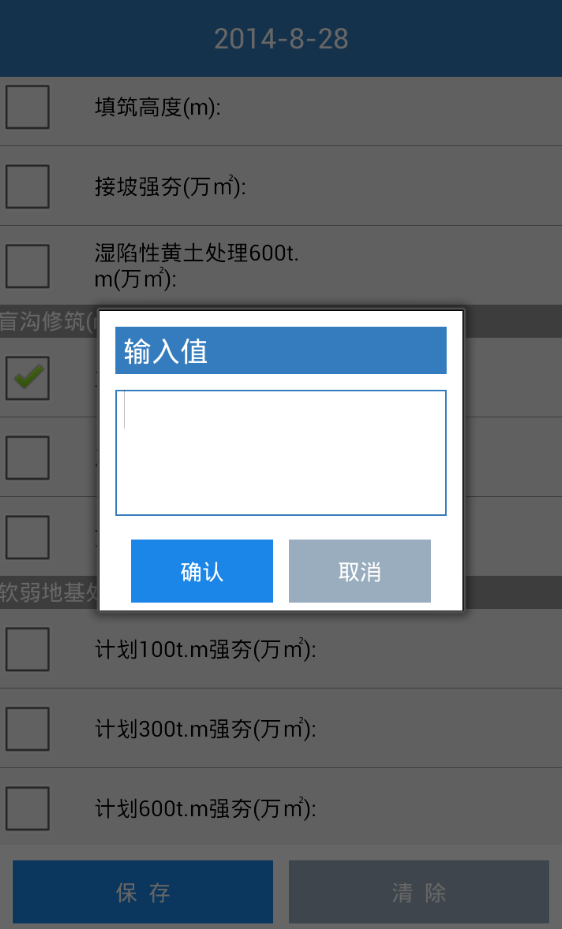 2014-8-28
填筑高度(m):
接坡强夯(万㎡):
湿陷性黄土处理600t.
m(万㎡):
盲沟修筑(
输入值
确认
取消
软弱地基处
计划100t.m强夯(万㎡):
计划300t.m强夯(万㎡):
计划600t.m强夯(万㎡):
保 存
清 除